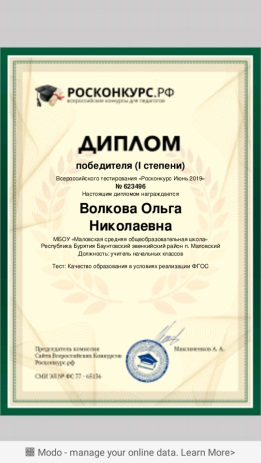 РОСКОНКУРС.РФ
всероссийские конкурсы для педагогов
ДИПЛОМ
победителя (I степени)
Всероссийского тестирования «Росконкурс Июнь 2019»
№ 623496
Настоящим дипломом награждается
Волкова Ольга
Николаевна
МБОУ «Маловская средняя общеобразовательная школа»
Республика Бурятия Баунтовский эвенкийский район п. Маловский
Должность: учитель начальных классов
Тест: Качество образования в условиях реализации ФГОС
Председатель комиссии
Сайта Всероссийских Конкурсов
Росконкурс.рф
Максименков А. А.
СМИ ЭЛ № ФС 77 - 65136
Modo - manage your online data. Learn More>